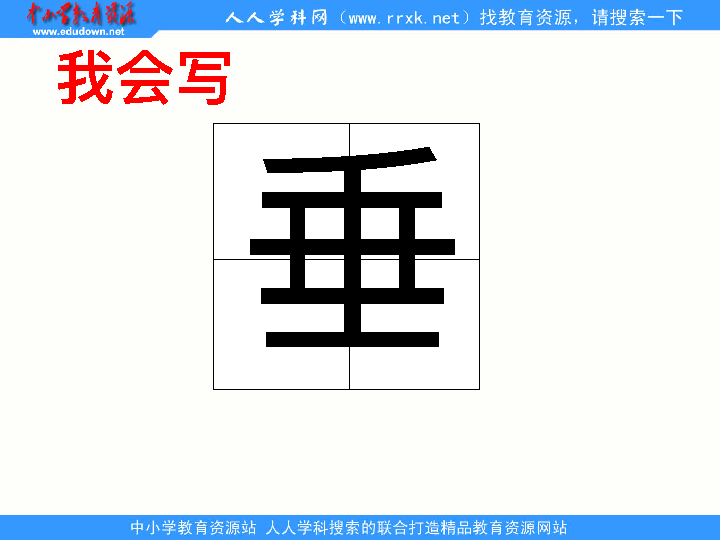 中小学教育资源
www.edudown.net
人人学科网（www.rrxk.net）找教育资源，请搜索一下
我会写
垂
中小学教育资源站 人人学科搜索的联合打造精品教育资源网站